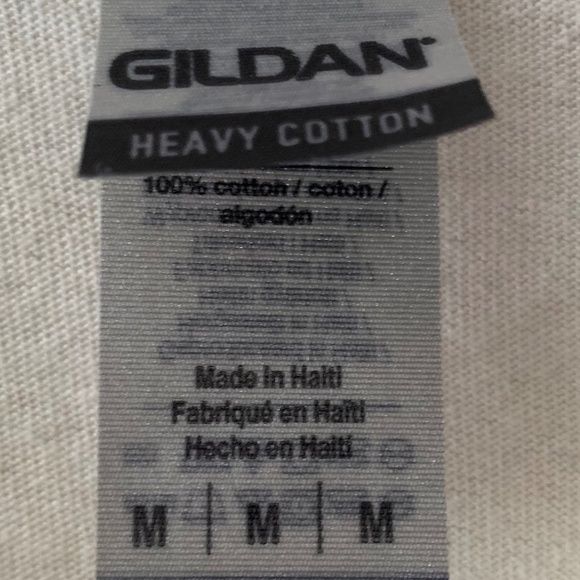 GILDAN®
HEAVY COTTON
100% cotton / coton /
algodón
Made in Haiti
Fabriqué en Haïti
Hecho en Haití
M | M | M